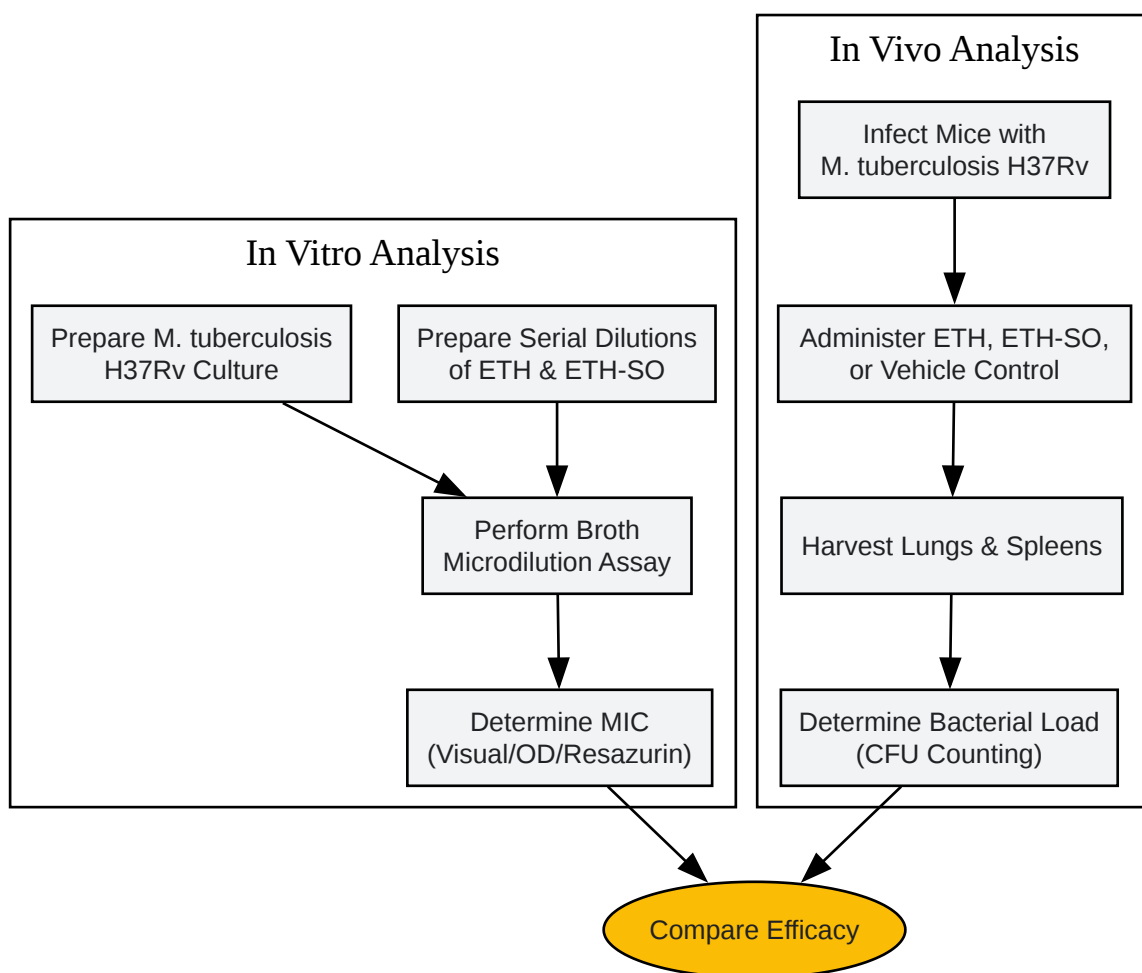 In Vitro Analysis
Prepare M. tuberculosis
H37Rv Culture
Prepare Serial Dilutions
of ETH & ETH-SO
Perform Broth
Microdilution Assay
Determine MIC
(Visual/OD/Resazurin)
In Vivo Analysis
Infect Mice with
M. tuberculosis H37Rv
Administer ETH, ETH-SO,
or Vehicle Control
Harvest Lungs & Spleens
Determine Bacterial Load
(CFU Counting)
Compare Efficacy